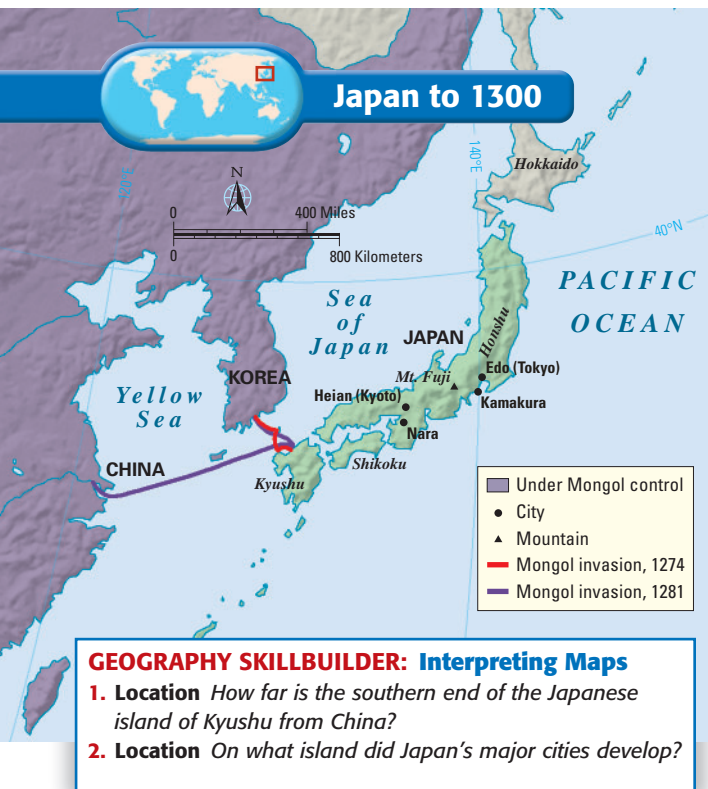 Japan to 1300
120°E
140°E
40°N
N
0
400 Miles
0
800 Kilometers
Hokkaido
PACIFIC
OCEAN
Sea
of
Japan
JAPAN
Honshu
KOREA
Mt. Fuji
Edo (Tokyo)
Yellow
Sea
Heian (Kyoto)
Kamakura
Nara
CHINA
Shikoku
Kyushu
Under Mongol control
City
Mountain
Mongol invasion, 1274
Mongol invasion, 1281
GEOGRAPHY SKILLBUILDER: Interpreting Maps
1. Location How far is the southern end of the Japanese
island of Kyushu from China?
2. Location On what island did Japan's major cities develop?